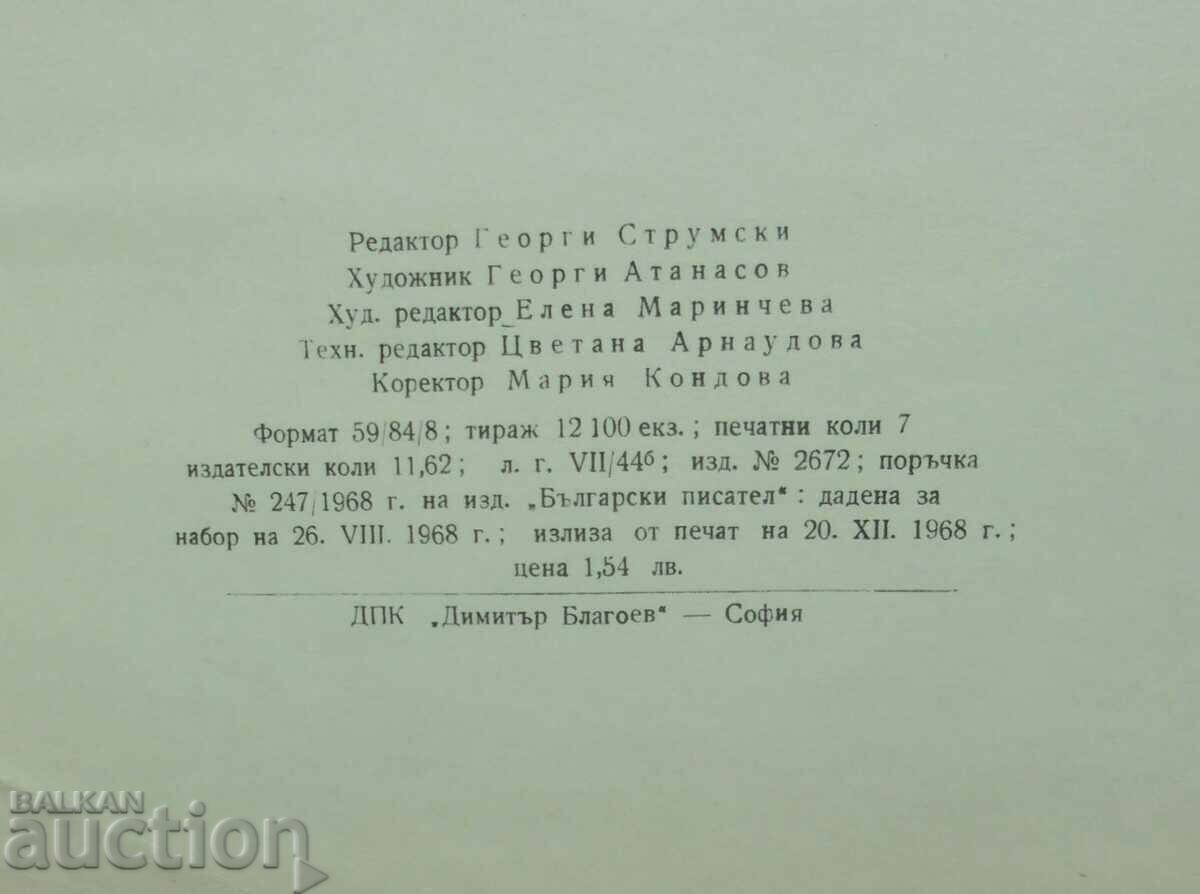 Редактор Георги Струмски
Художник Георги Атанасов
Худ. редактор Елена Маринчева
Техн. редактор Цветана Арнаудова
Коректор Мария Кондова
Формат 59/84/8; тираж 12 100 екз.; печатни коли 7
издателски коли 11,62; л. г. VII/44б; изд. № 2672; поръчка
№ 247/1968 г. на изд. „Български писател“: дадена за
набор на 26. VIII. 1968 г.; излиза от печат на 20. XII. 1968 г.;
цена 1,54 лв.
ДПК „Димитър Благоев“ — София
BALKAN
auction